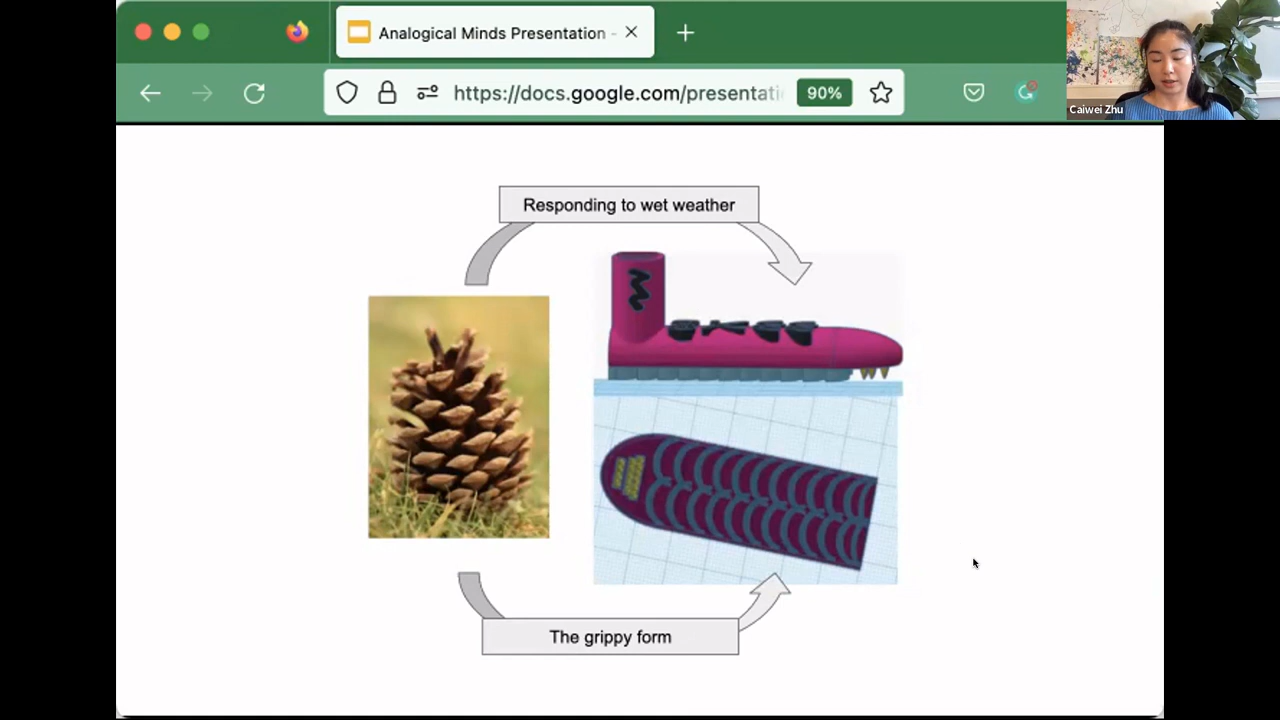 Analogical Minds Presentation -
https://docs.google.com/presentati
90%
Caiwei Zhu
Responding to wet weather
The grippy form